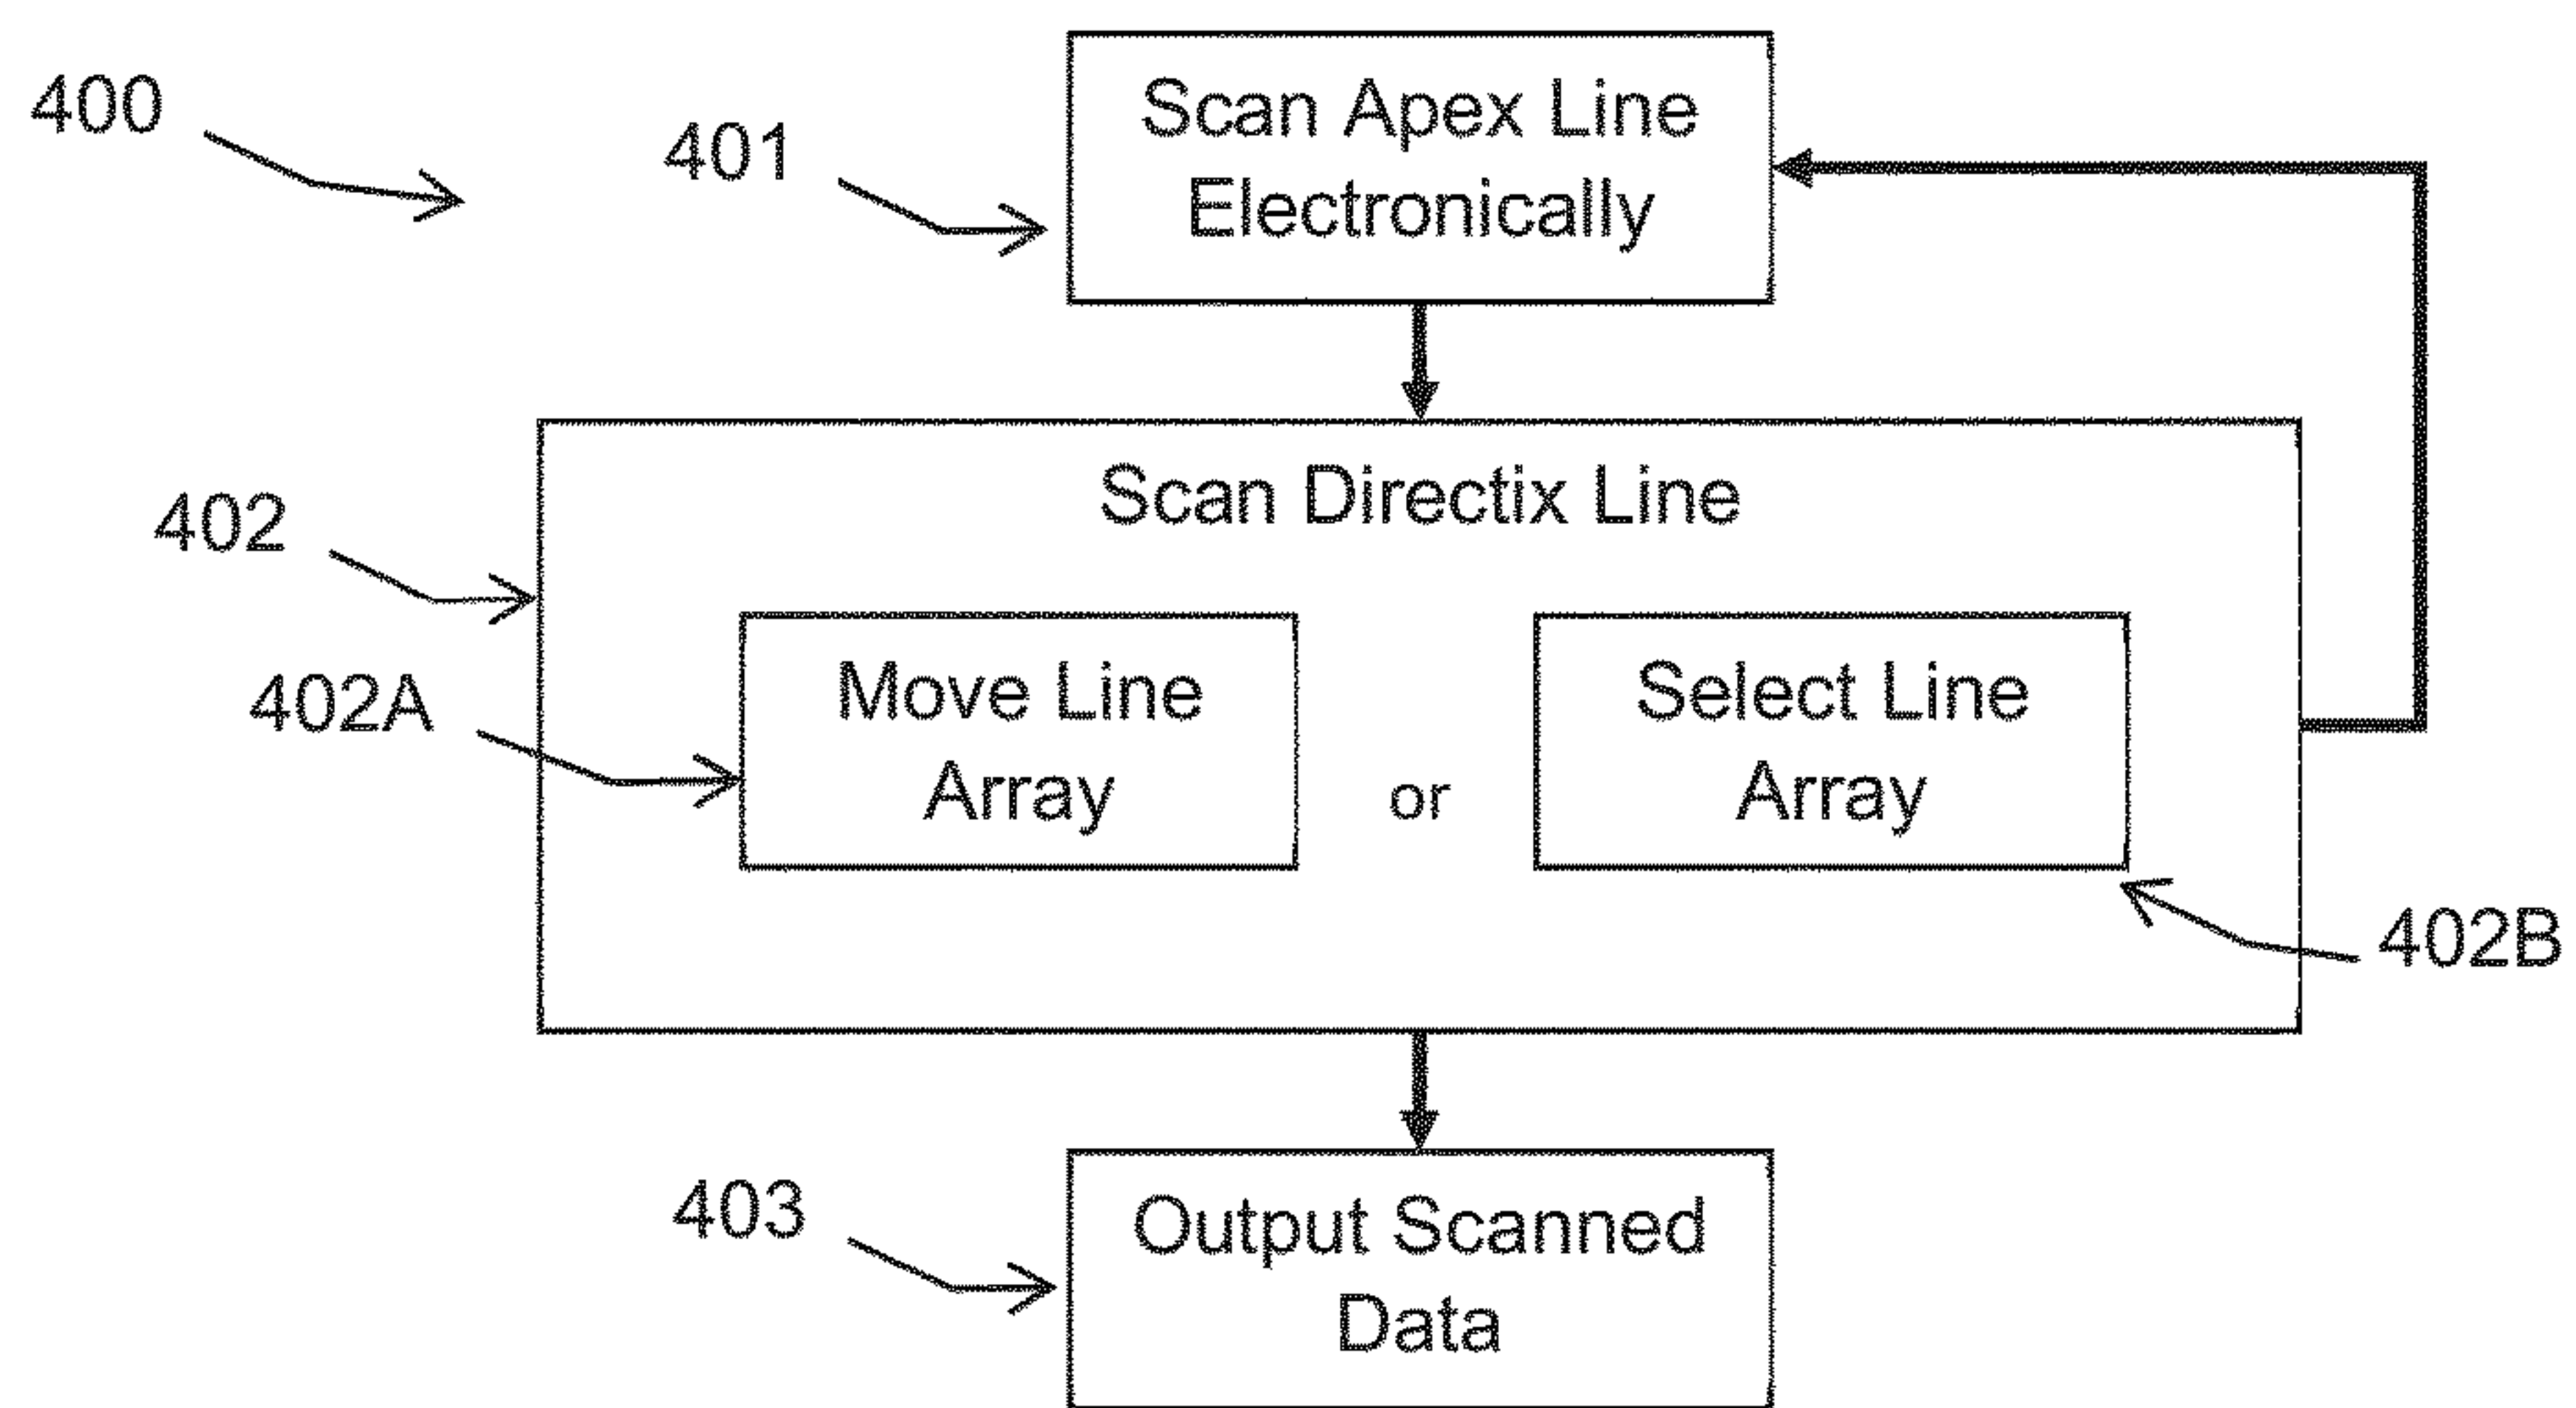 400
401
Scan Apex Line
Electronically
402
Scan Directix Line
402A
Move Line
Array
or
Select Line
Array
402B
403
Output Scanned
Data